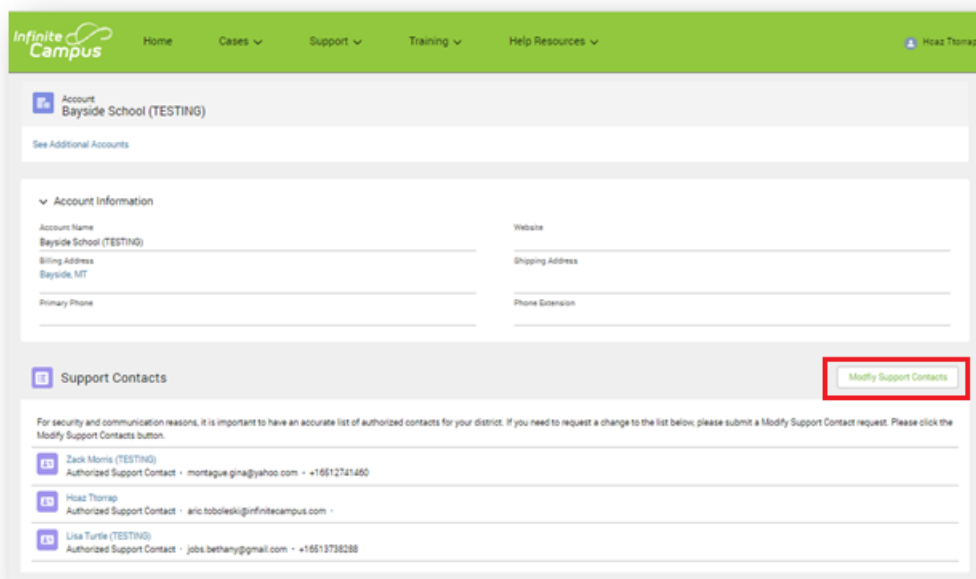 Infinite Campus
Home Cases Support Training Help Resources Hoaz Ttorrap
Account
Bayside School (TESTING)
See Additional Accounts
Account Information
Account Name Website
Bayside School (TESTING)
Billing Address Shipping Address
Bayside, MT
Primary Phone Phone Extension
Support Contacts Modfiy Support Contacts
For security and communication reasons, it is important to have an accurate list of authorized contacts for your district. If you need to request a change to the list below, please submit a Modify Support Contact request. Please click the
Modify Support Contacts button.
Zack Morris (TESTING)
Authorized Support Contact · montague.gina@yahoo.com · +16512741460
Hoaz Ttorrap
Authorized Support Contact · aric.toboleski@infinitecampus.com ·
Lisa Turtle (TESTING)
Authorized Support Contact · jobs.bethany@gmail.com · +16513738288